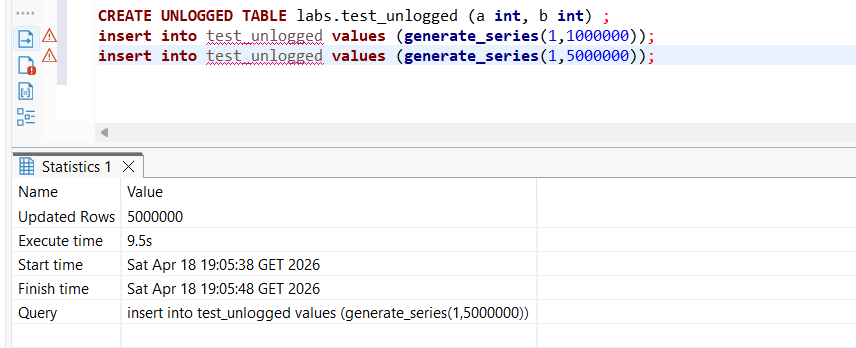 CREATE UNLOGGED TABLE labs.test_unlogged (a int, b int) ;
insert into test_unlogged values (generate_series(1,1000000));
insert into test_unlogged values (generate_series(1,5000000));
Statistics 1
Name Value
Updated Rows 5000000
Execute time 9.5s
Start time Sat Apr 18 19:05:38 GET 2026
Finish time Sat Apr 18 19:05:48 GET 2026
Query insert into test_unlogged values (generate_series(1,5000000))